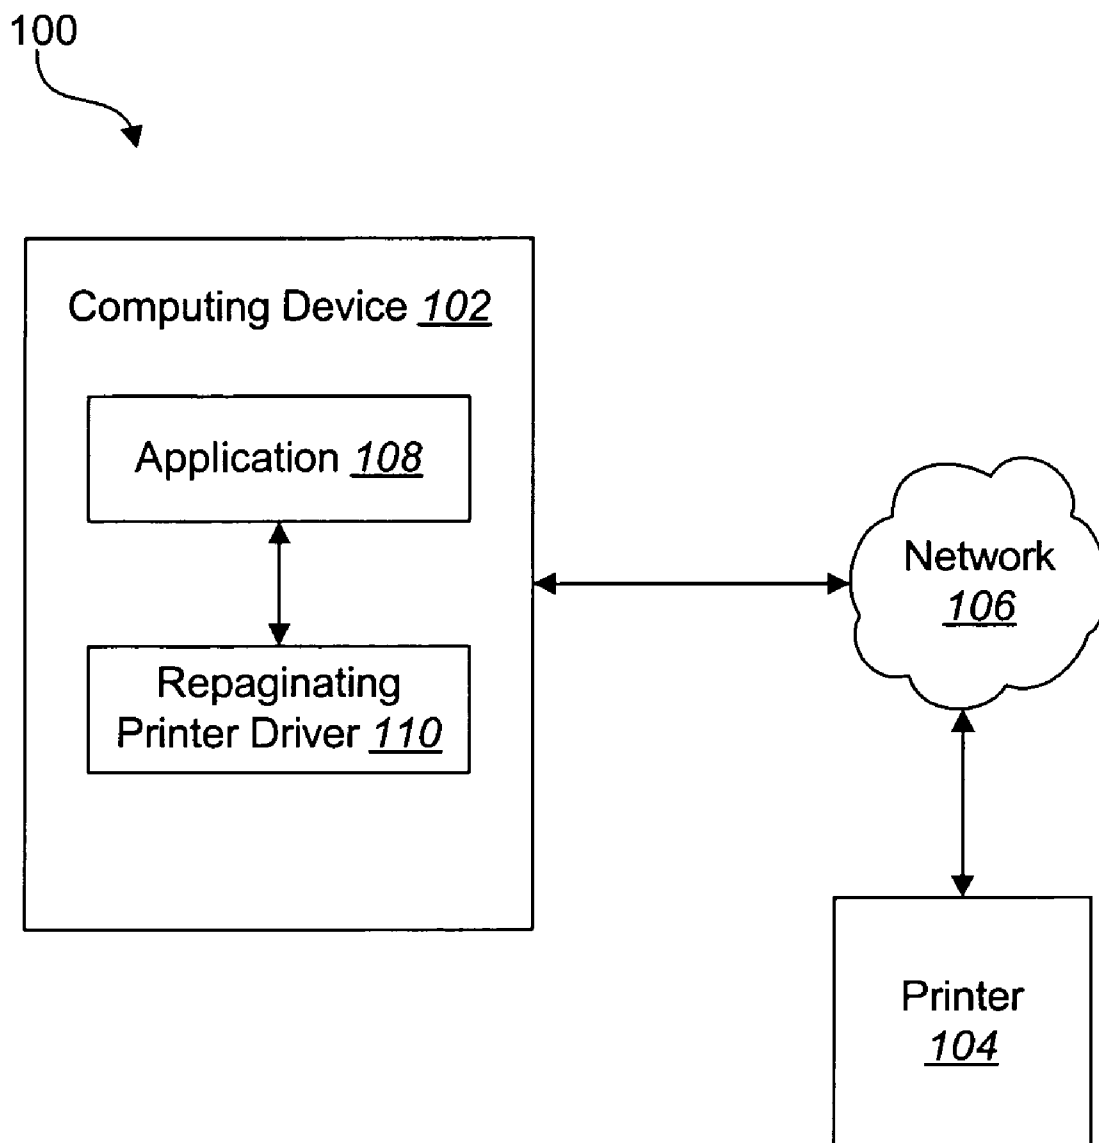 100
Computing Device 102
Application 108
Repaginating
Printer Driver 110
Network
106
Printer
104